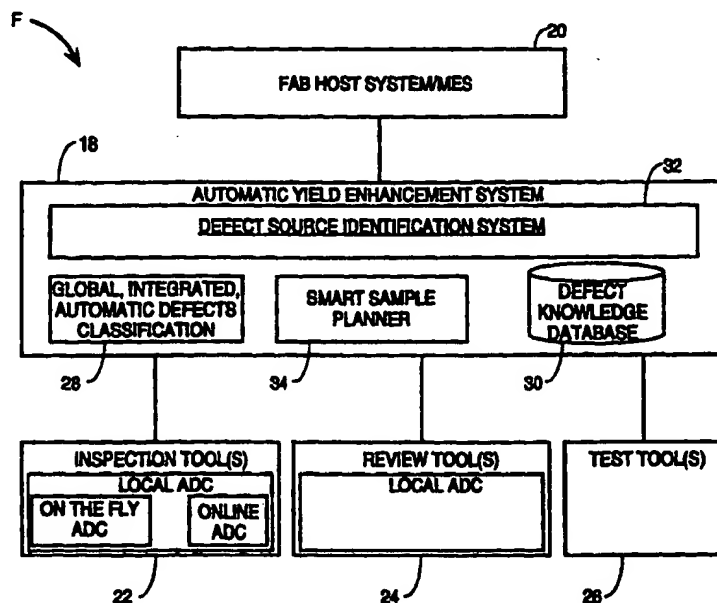 F
20
FAB HOST SYSTEM/MES
18
AUTOMATIC YIELD ENHANCEMENT SYSTEM
32
DEFECT SOURCE IDENTIFICATION SYSTEM
GLOBAL, INTEGRATED,
AUTOMATIC DEFECTS
CLASSIFICATION
SMART SAMPLE
PLANNER
DEFECT
KNOWLEDGE
DATABASE
28
34
30
INSPECTION TOOL(S)
LOCAL ADC
ON THE FLY
ADC
ONLINE
ADC
REVIEW TOOL(S)
LOCAL ADC
TEST TOOL(S)
22
24
26